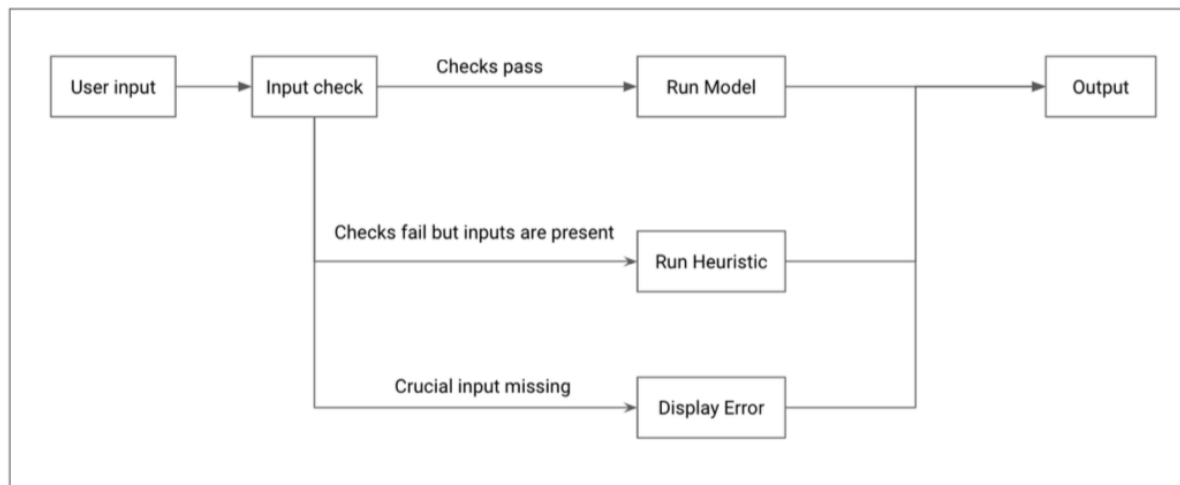 User input
Input check
Checks pass
Run Model
Output
Checks fail but inputs are present
Run Heuristic
Crucial input missing
Display Error